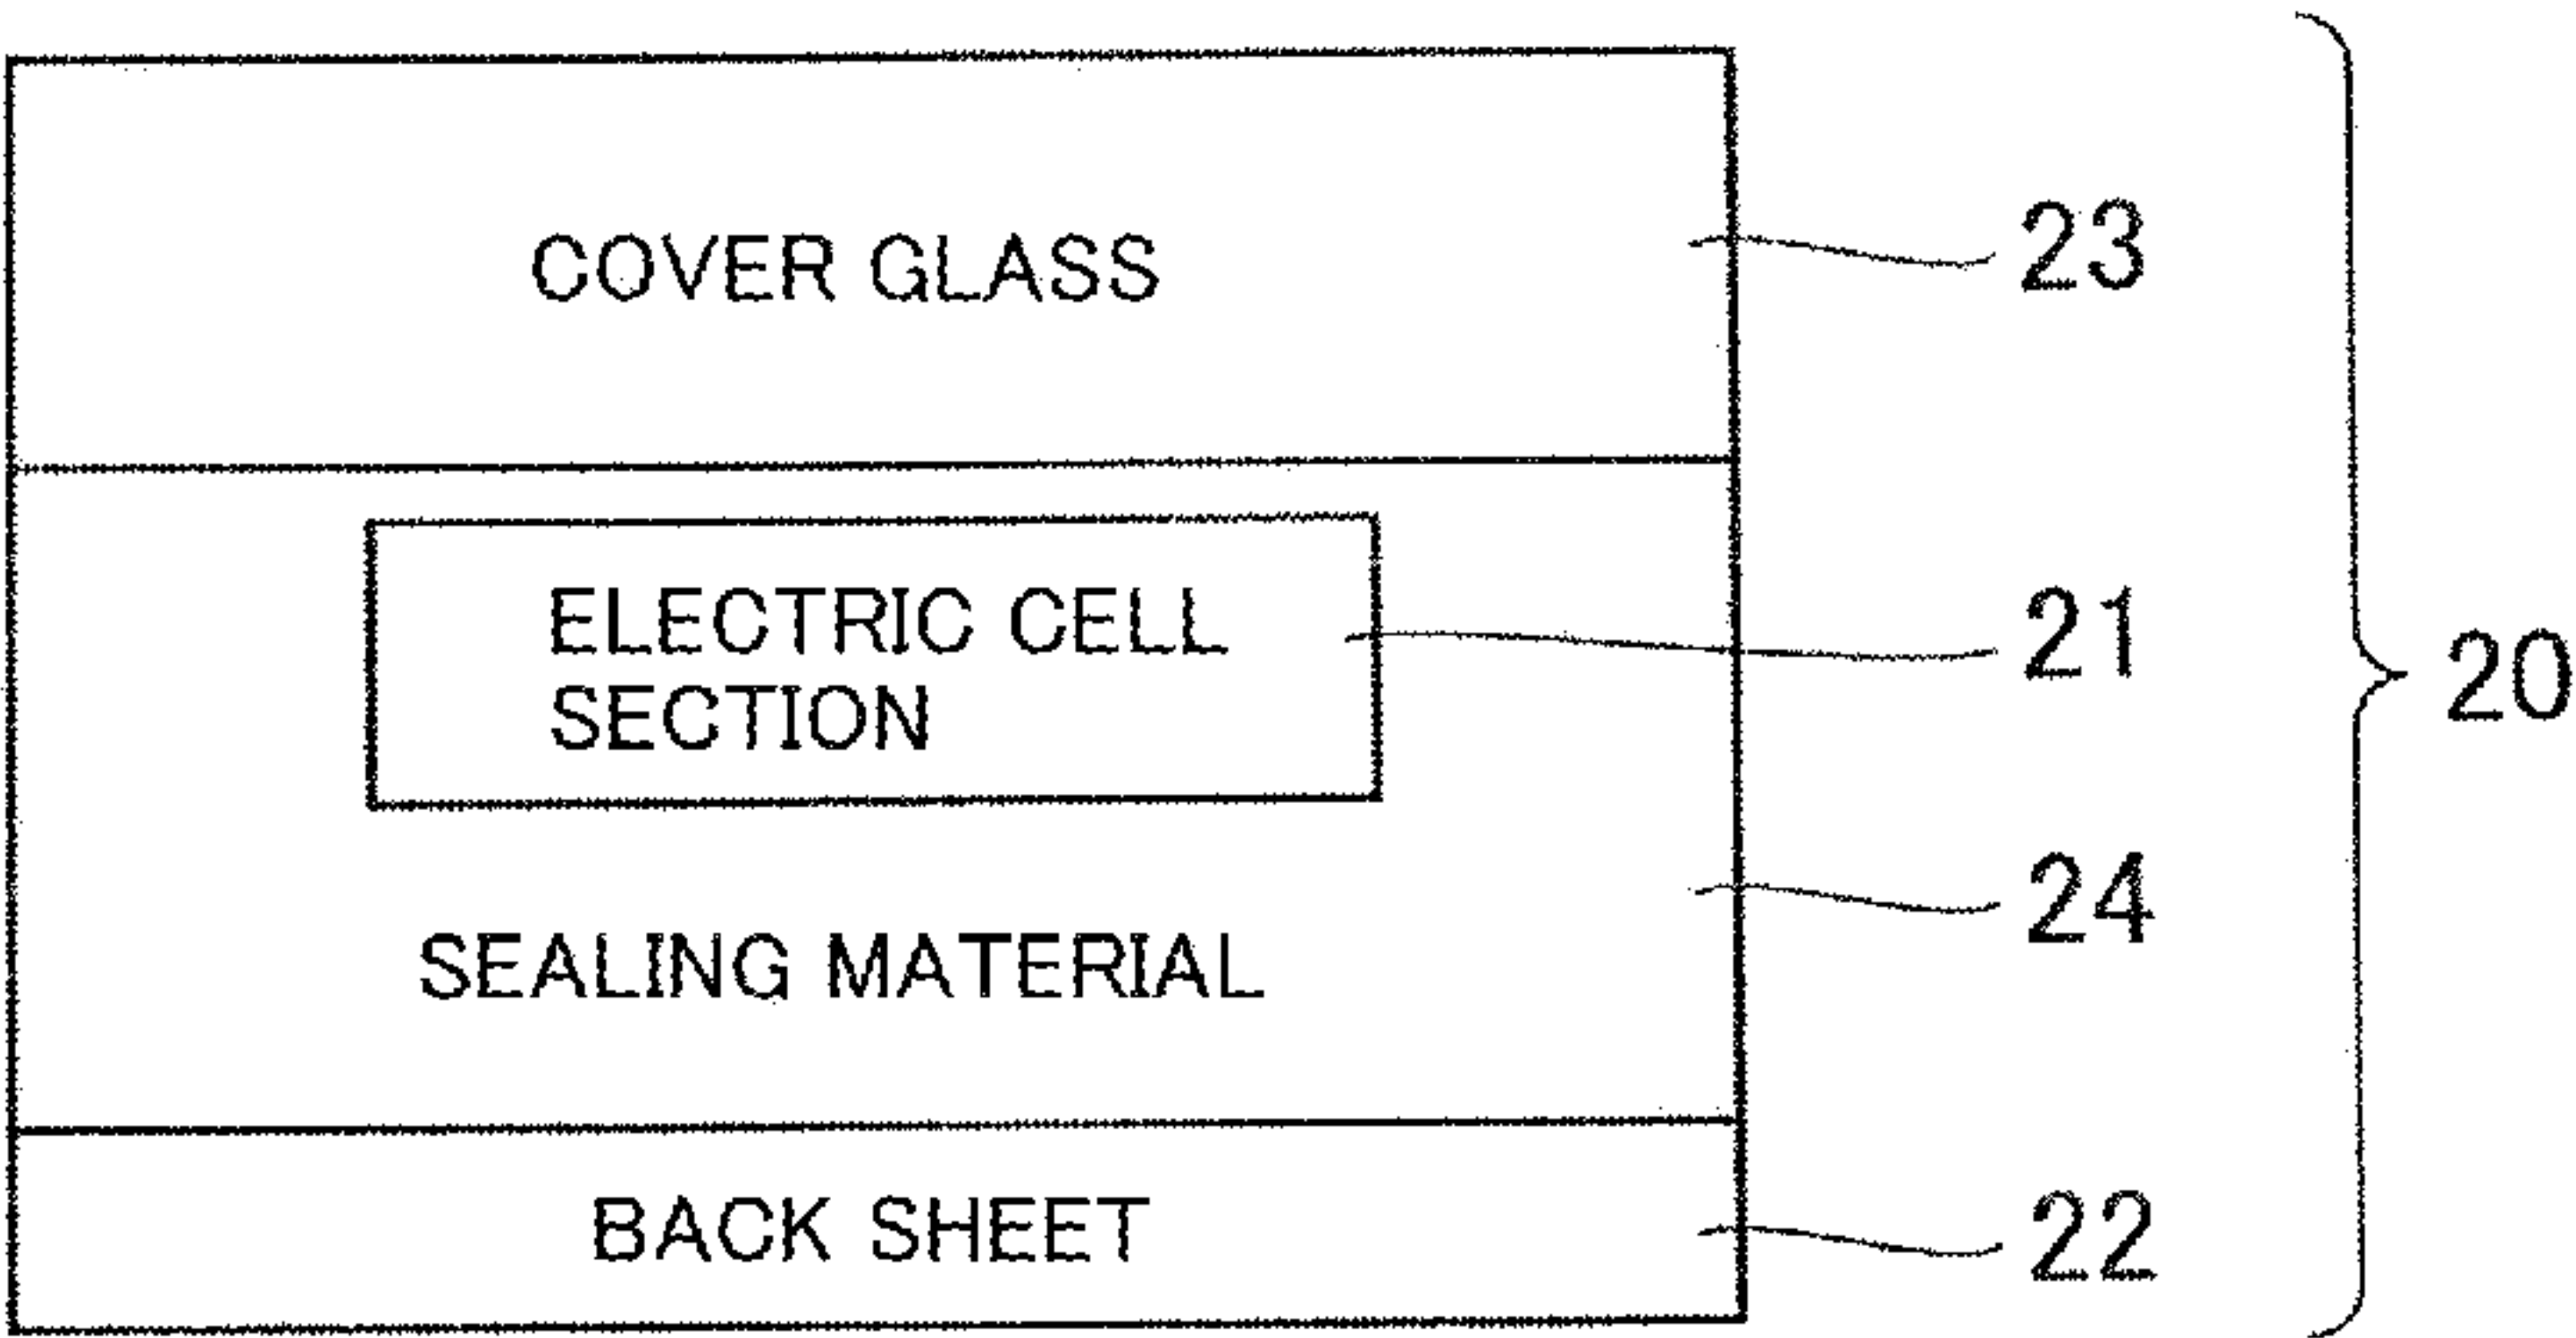 COVER GLASS
23
ELECTRIC CELL
SECTION
21
20
SEALING MATERIAL
24
BACK SHEET
22